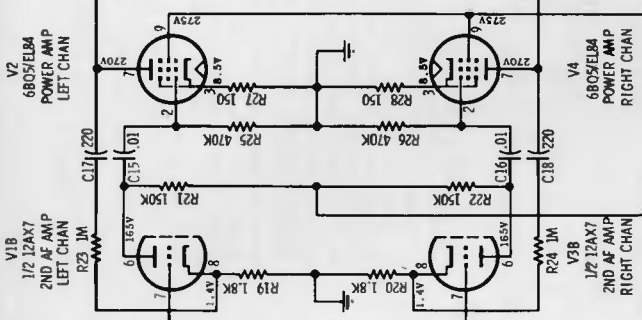 V2
6BQ5/EL84
POWER AMP
LEFT CHAN
275V
9
270V
7
8.5V
3
2
R27 150
R28 150
275V
9
8.5V
3
270V
7
2
V4
6BQ5/EL84
POWER AMP
RIGHT CHAN
C17 220
C15 .01
R25 470K
R26 470K
C16 .01
C18 220
R21 150K
R22 150K
V1B
1/2 12AX7
2ND AF AMP
LEFT CHAN
R23 1M
165V
6
8
7
1.4V
R19 1.8K
R20 1.8K
1.4V
8
165V
6
7
R24 1M
V3B
1/2 12AX7
2ND AF AMP
RIGHT CHAN